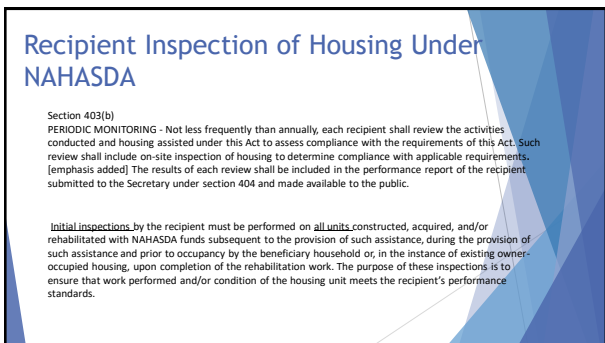 Recipient Inspection of Housing Under
NAHASDA
Section 403(b)
PERIODIC MONITORING - Not less frequently than annually, each recipient shall review the activities
conducted and housing assisted under this Act to assess compliance with the requirements of this Act. Such
review shall include on-site inspection of housing to determine compliance with applicable requirements.
[emphasis added] The results of each review shall be included in the performance report of the recipient
submitted to the Secretary under section 404 and made available to the public.
Initial inspections by the recipient must be performed on all units constructed, acquired, and/or
rehabilitated with NAHASDA funds subsequent to the provision of such assistance, during the provision of
such assistance and prior to occupancy by the beneficiary household or, in the instance of existing owner-
occupied housing, upon completion of the rehabilitation work. The purpose of these inspections is to
ensure that work performed and/or condition of the housing unit meets the recipient's performance
standards.